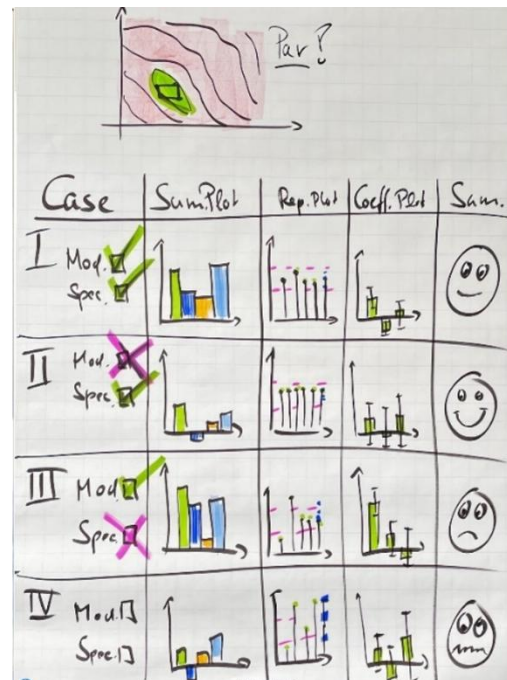 Par?
Case Sum.Plot Rep.Plot Coeff.Plot Sam.
I Mod.
Spec.
II Mod.
Spec.
III Mod
Spec.
IV Mod.
Spec.